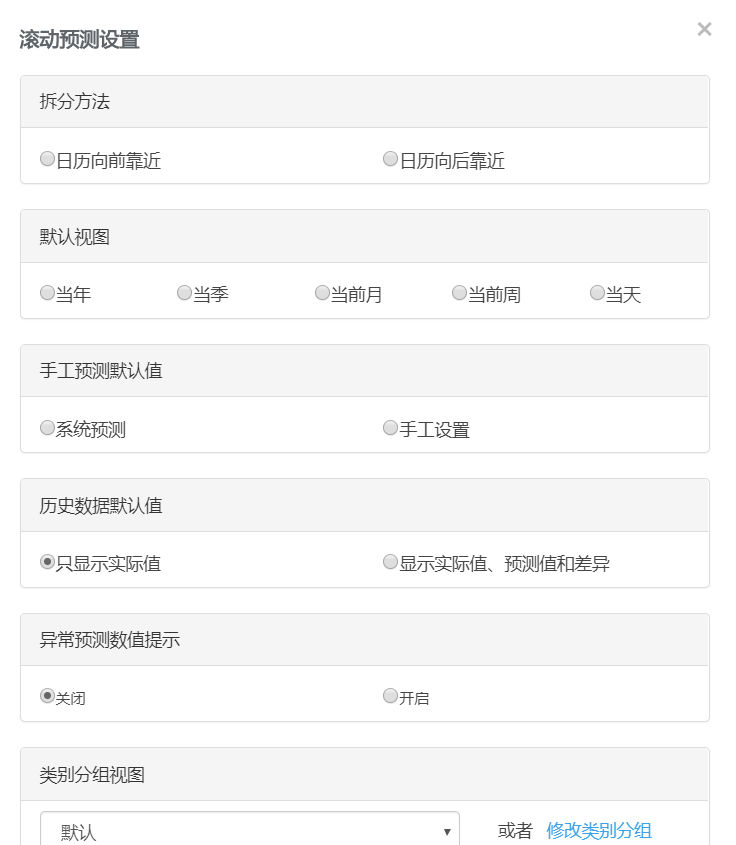 滚动预测设置
×
拆分方法
日历向前靠近 日历向后靠近
默认视图
当年 当季 当前月 当前周 当天
手工预测默认值
系统预测 手工设置
历史数据默认值
只显示实际值 显示实际值、预测值和差异
异常预测数值提示
关闭 开启
类别分组视图
默认 或者 修改类别分组